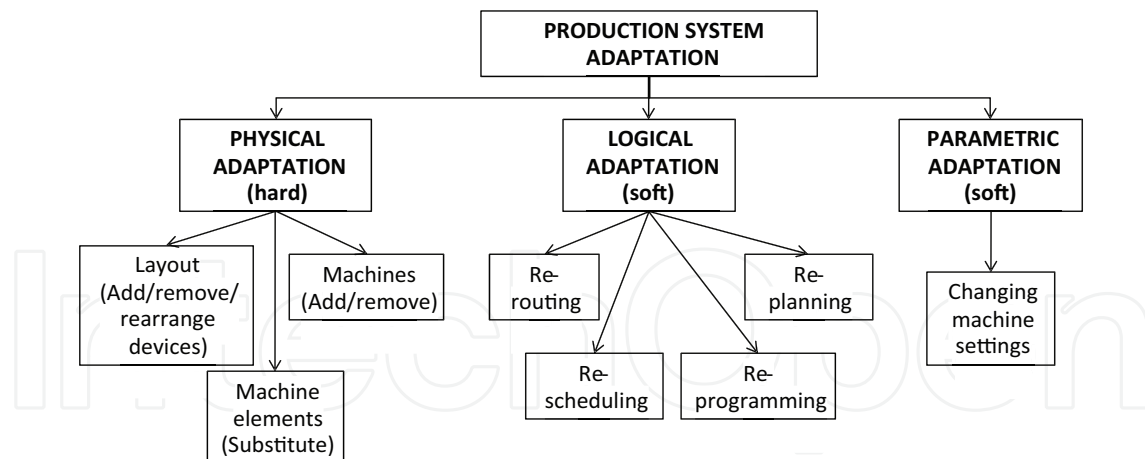 PRODUCTION SYSTEM
ADAPTATION
PHYSICAL
ADAPTATION
(hard)
LOGICAL
ADAPTATION
(soft)
PARAMETRIC
ADAPTATION
(soft)
Layout
(Add/remove/
rearrange
devices)
Machines
(Add/remove)
Machine
elements
(Substitute)
Re-
routing
Re-
scheduling
Re-
programming
Re-
planning
Changing
machine
settings
IntechOpen